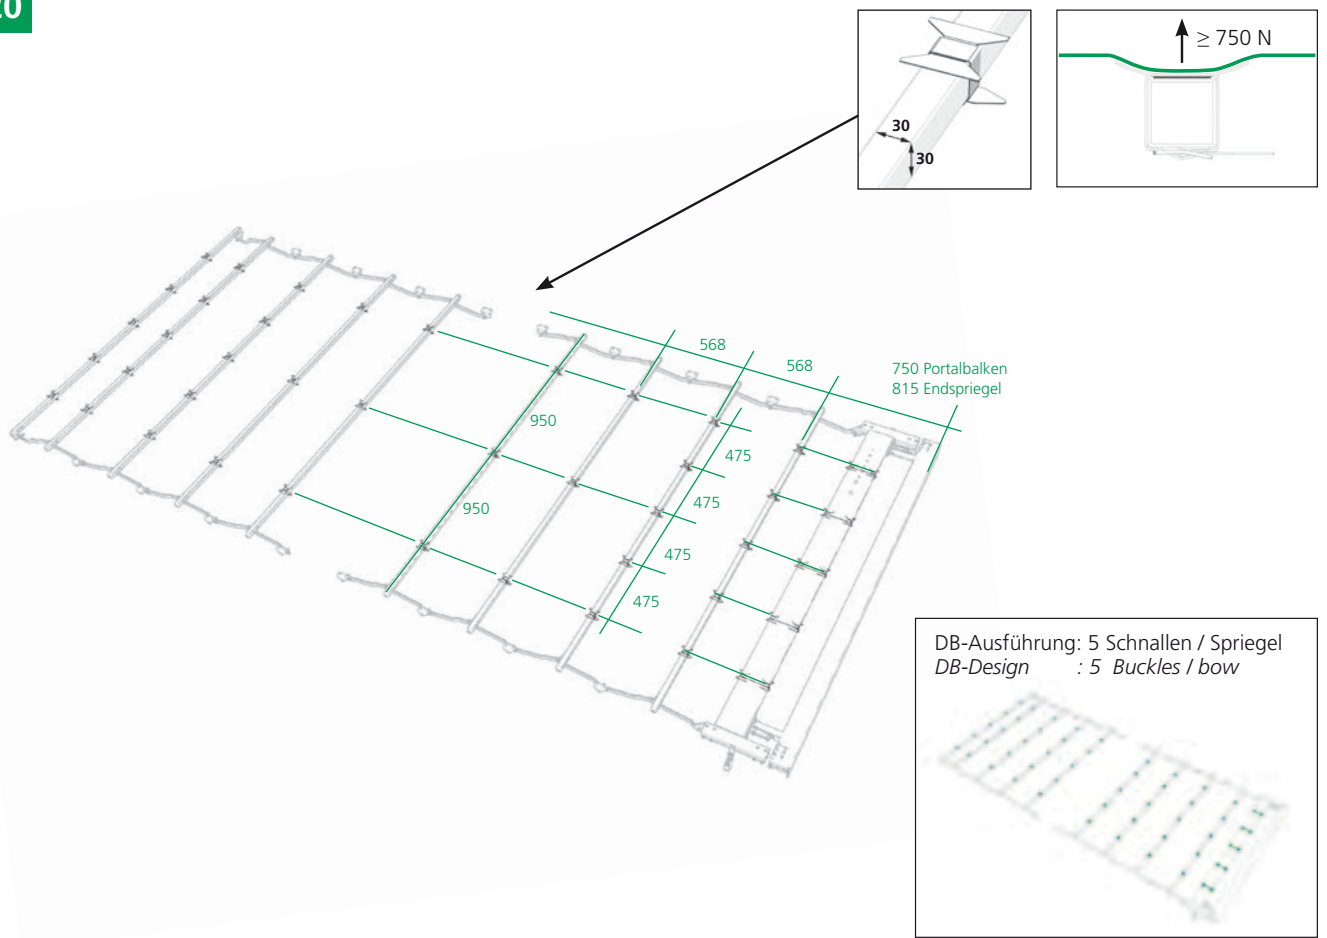 20
≥ 750 N
30
30
568
568
750 Portalbalken
815 Endspriegel
950
950
475
475
475
475
DB-Ausführung: 5 Schnallen / Spriegel
DB-Design : 5 Buckles / bow